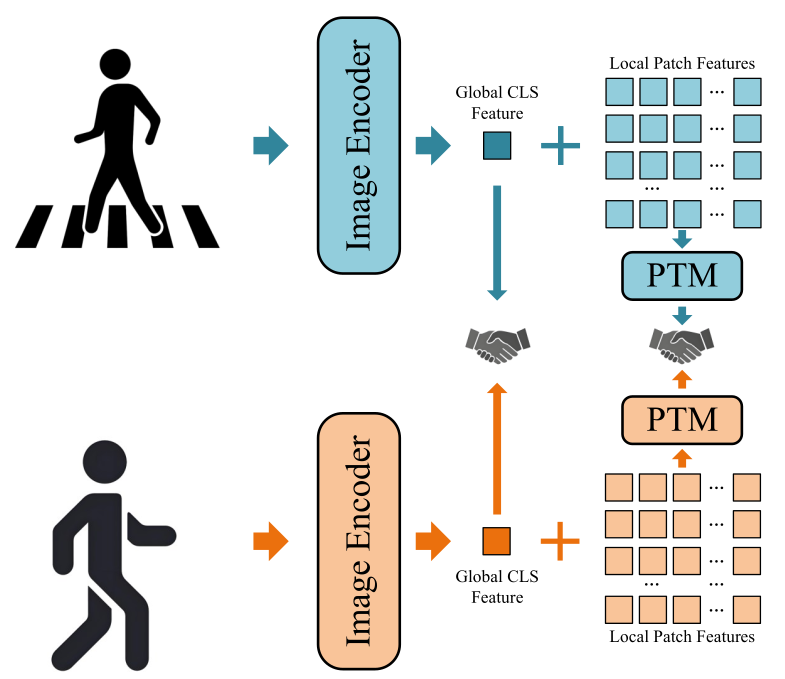 Image Encoder
Global CLS
Feature
Local Patch Features
...
...
...
... ...
...
PTM
PTM
Image Encoder
Global CLS
Feature
...
...
...
... ...
...
Local Patch Features